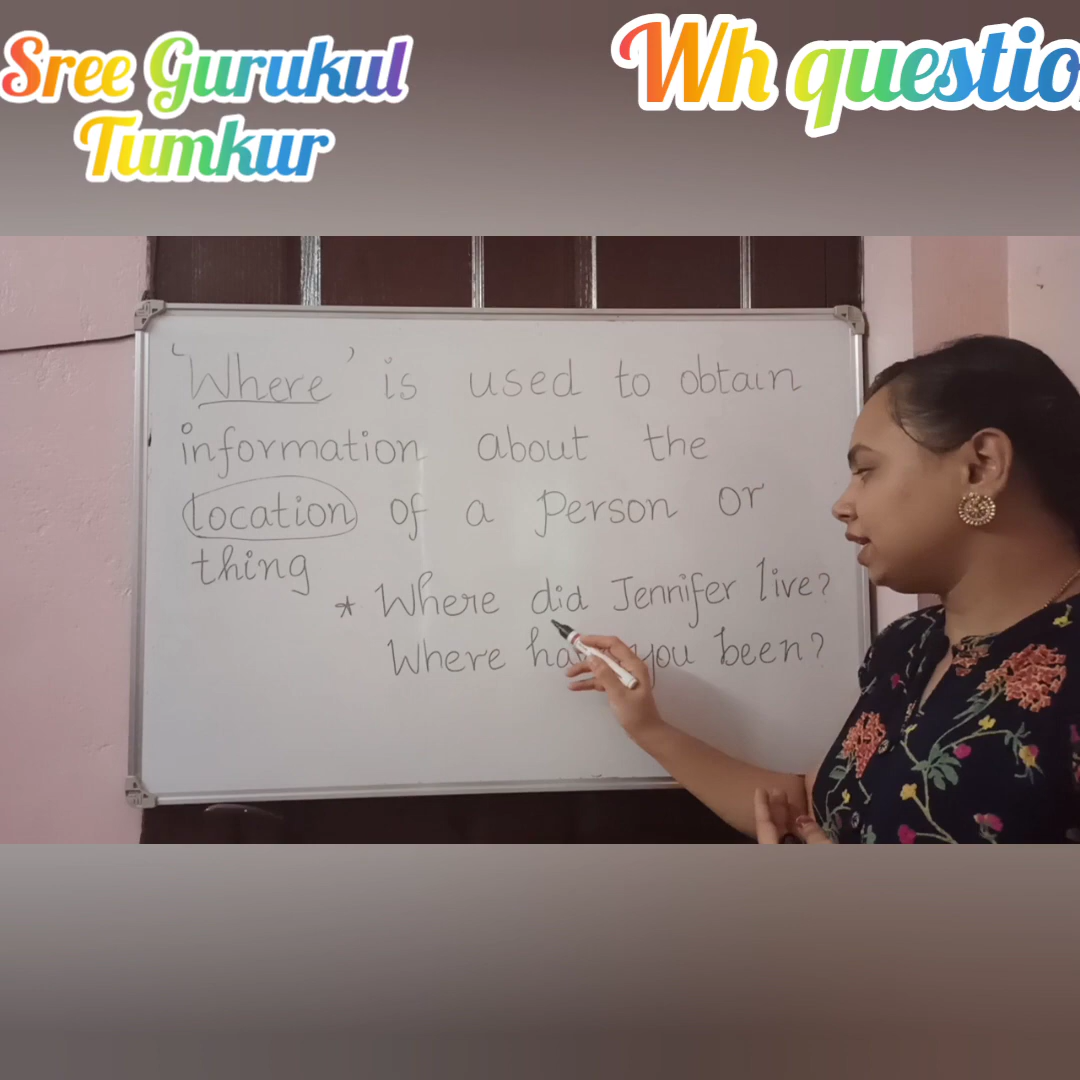 Sree Gurukul
Tumkur
Wh questio
'Where' is used to obtain
information about the
location of a person or
thing
* Where did Jennifer live?
Where you been?